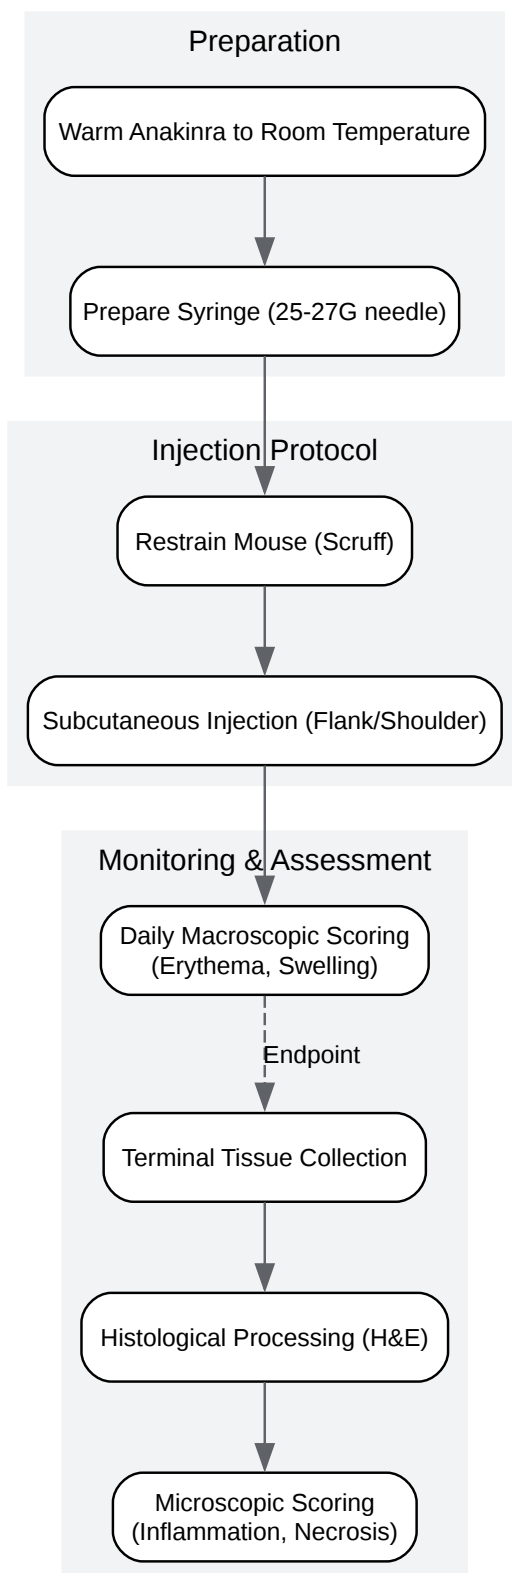 Preparation
Warm Anakinra to Room Temperature
Prepare Syringe (25-27G needle)
Injection Protocol
Restrain Mouse (Scruff)
Subcutaneous Injection (Flank/Shoulder)
Monitoring & Assessment
Daily Macroscopic Scoring
(Erythema, Swelling)
Endpoint
Terminal Tissue Collection
Histological Processing (H&E)
Microscopic Scoring
(Inflammation, Necrosis)